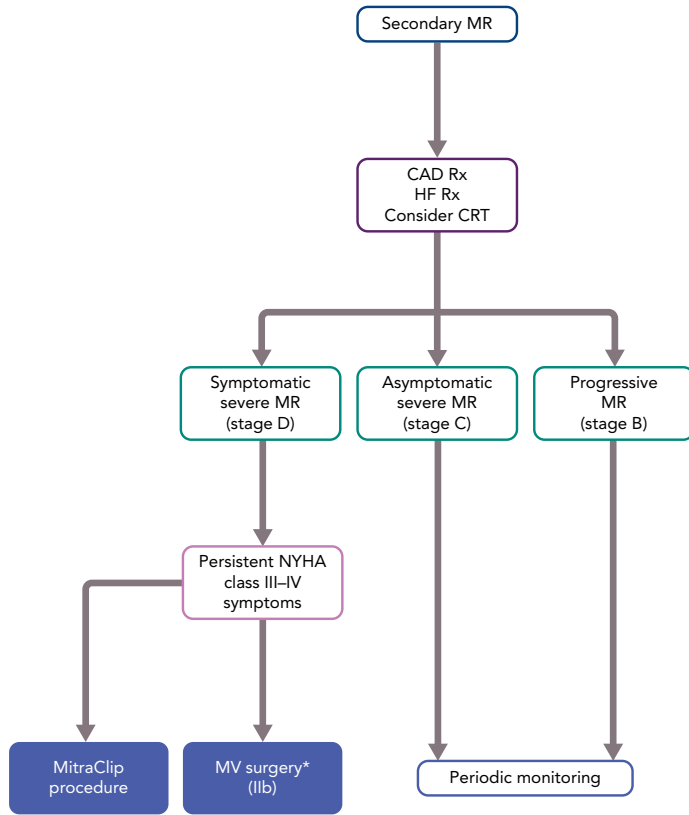 Secondary MR
CAD Rx
HF Rx
Consider CRT
Symptomatic
severe MR
(stage D)
Asymptomatic
severe MR
(stage C)
Progressive
MR
(stage B)
Persistent NYHA
class III–IV
symptoms
MitraClip
procedure
MV surgery*
(IIb)
Periodic monitoring